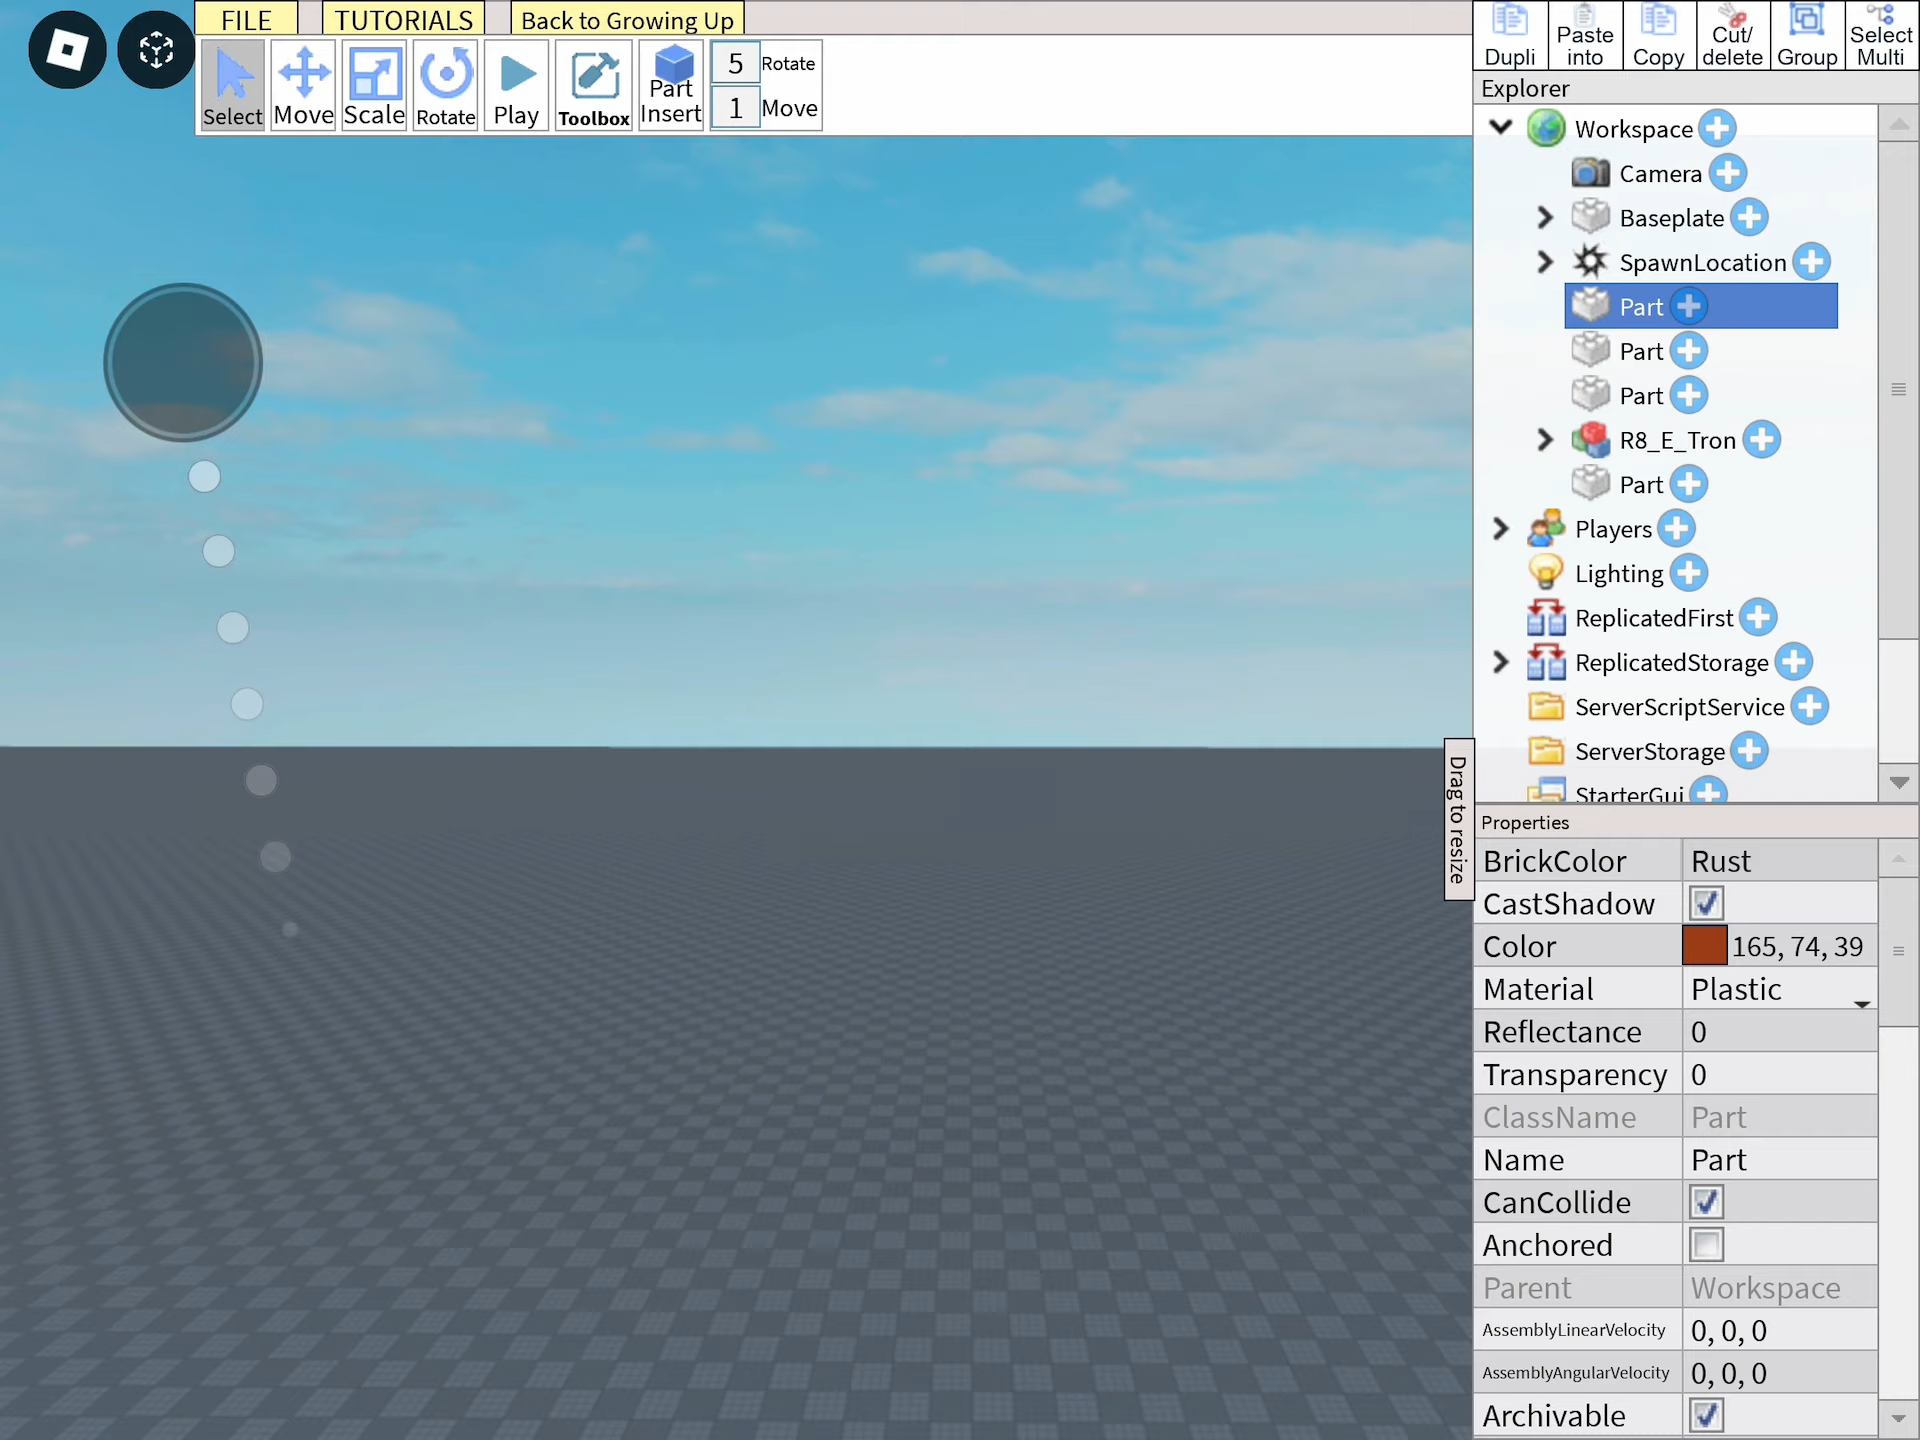 FILE
TUTORIALS
Back to Growing Up
Select
Move
Scale
Rotate
Play
Toolbox
Part
Insert
5 Rotate
1 Move
Dupli
Paste
into
Copy
Cut/
delete
Group
Select
Multi
Explorer
Workspace
Camera
Baseplate
SpawnLocation
Part
Part
Part
R8_E_Tron
Part
Players
Lighting
ReplicatedFirst
ReplicatedStorage
ServerScriptService
ServerStorage
StarterGui
Drag to resize
Properties
BrickColor Rust
CastShadow
Color 165, 74, 39
Material Plastic
Reflectance 0
Transparency 0
ClassName Part
Name Part
CanCollide
Anchored
Parent Workspace
AssemblyLinearVelocity 0, 0, 0
AssemblyAngularVelocity 0, 0, 0
Archivable